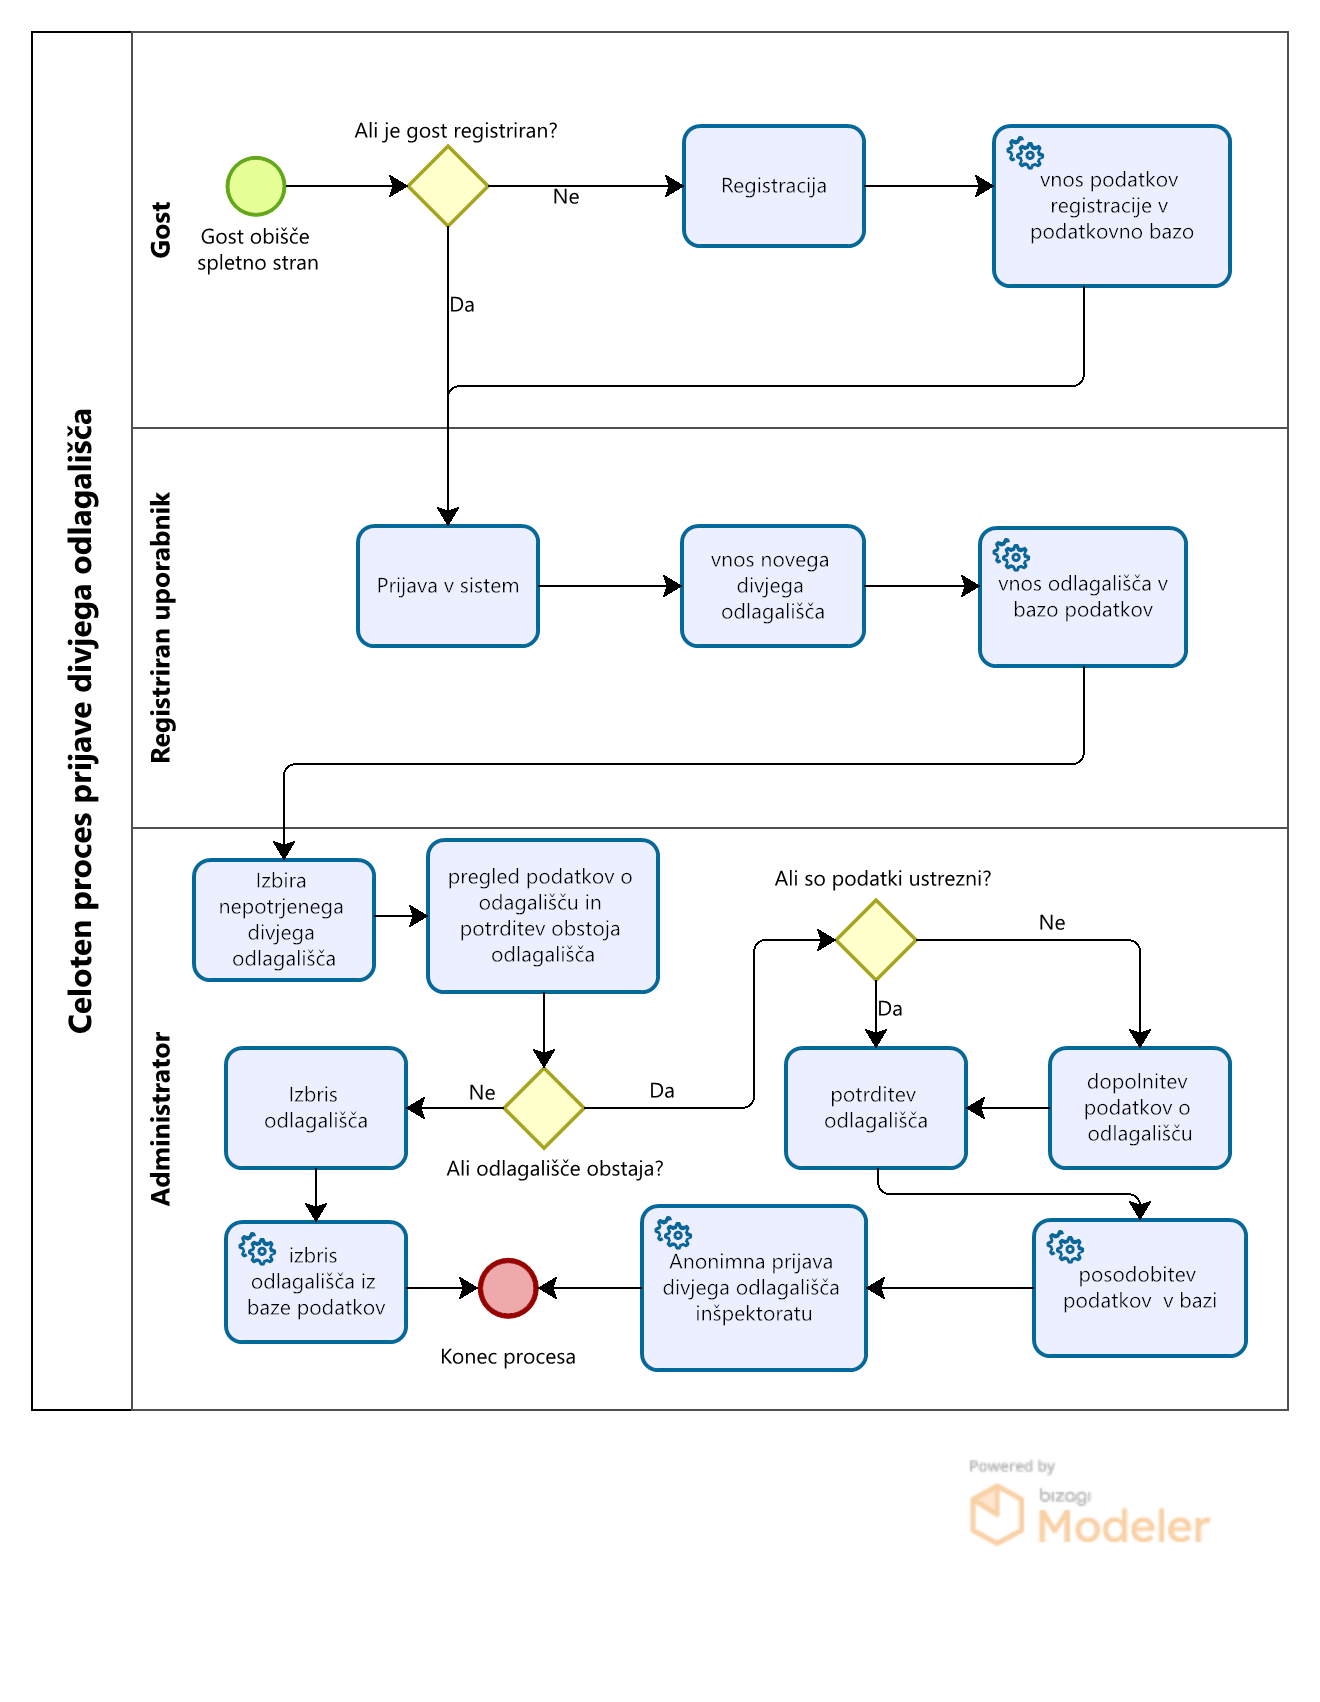 Celoten proces prijave divjega odlagališča
Gost
Ali je gost registriran?
Gost obišče
spletno stran
Ne
Da
Registracija
vnos podatkov
registracije v
podatkovno bazo
Registriran uporabnik
Prijava v sistem
vnos novega
divjega
odlagališča
vnos odlagališča v
bazo podatkov
Administrator
Izbira
nepotrjenega
divjega
odlagališča
pregled podatkov o
odagališču in
potrditev obstoja
odlagališča
Ali so podatki ustrezni?
Ne
Da
Izbris
odlagališča
Ne
Da
Ali odlagališče obstaja?
potrditev
odlagališča
dopolnitev
podatkov o
odlagališču
izbris
odlagališča iz
baze podatkov
Konec procesa
Anonimna prijava
divjega odlagališča
inšpektoratu
posodobitev
podatkov v bazi
Powered by
bizagi
Modeler